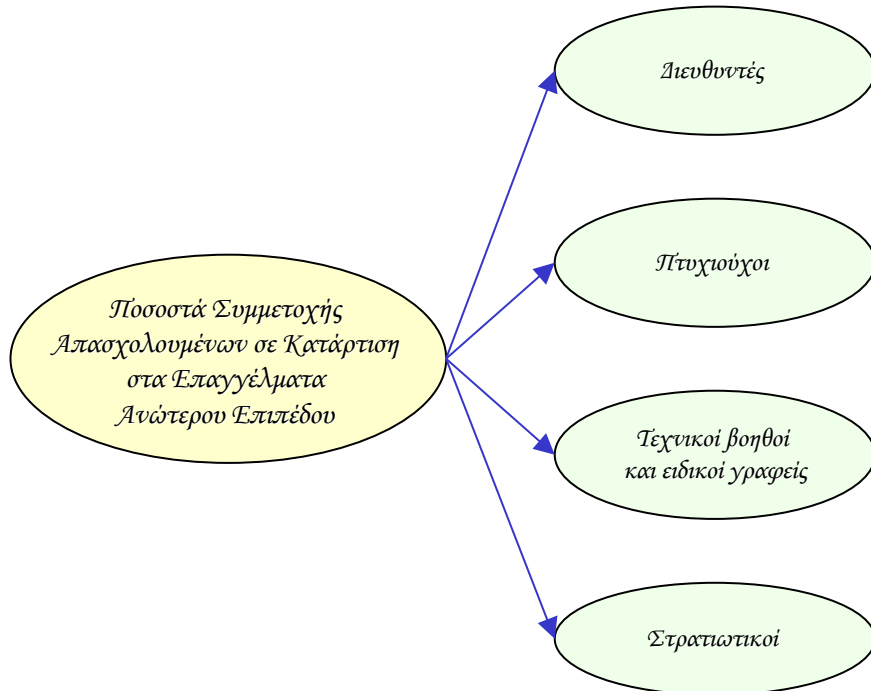 Διευθυντές
Πτυχιούχοι
Ποσοστά Συμμετοχής
Απασχολουμένων σε Κατάρτιση
στα Επαγγέλματα
Ανώτερου Επιπέδου
Τεχνικοί βοηθοί
και ειδικοί γραφείς
Στρατιωτικοί